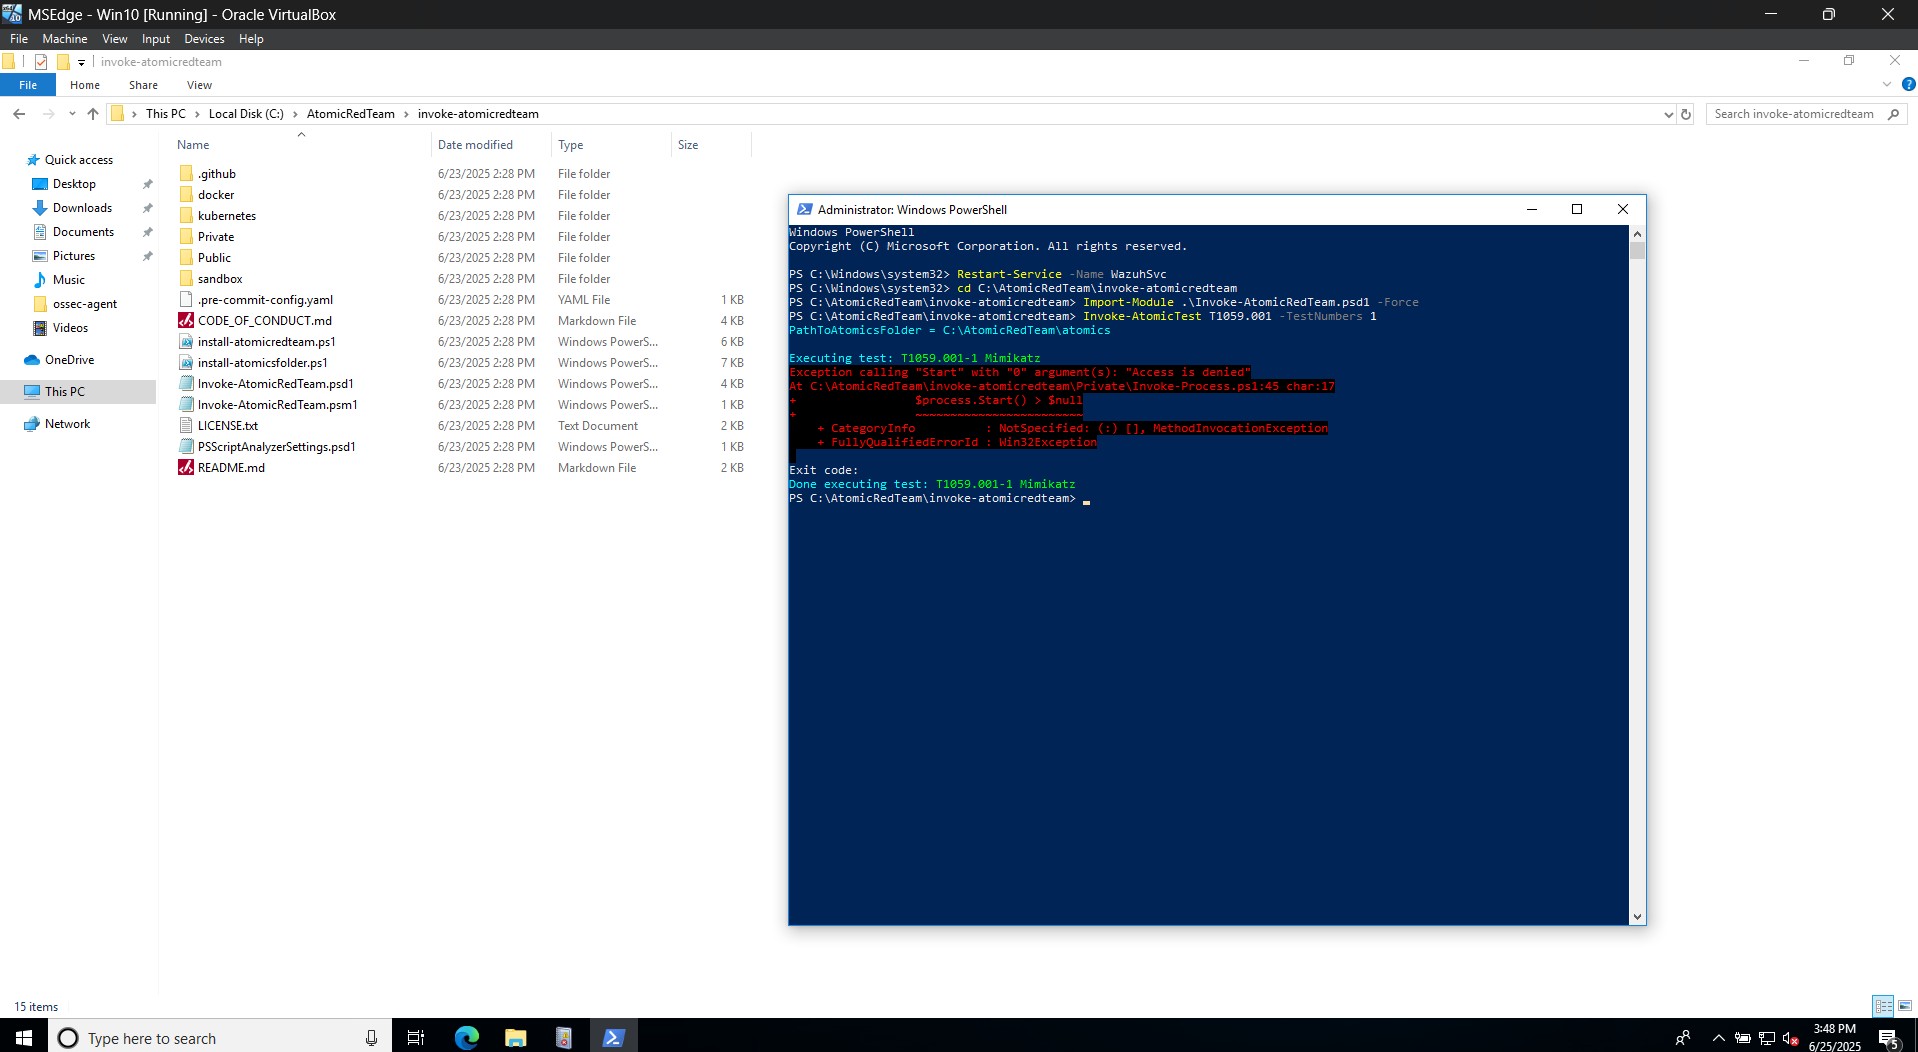 MSEdge - Win10 [Running] - Oracle VirtualBox
File Machine View Input Devices Help
invoke-atomicredteam
File Home Share View
This PC > Local Disk (C:) > AtomicRedTeam > invoke-atomicredteam
Search invoke-atomicredteam
Quick access
Desktop
Downloads
Documents
Pictures
Music
ossec-agent
Videos
OneDrive
This PC
Network
Name Date modified Type Size
.github 6/23/2025 2:28 PM File folder
docker 6/23/2025 2:28 PM File folder
kubernetes 6/23/2025 2:28 PM File folder
Private 6/23/2025 2:28 PM File folder
Public 6/23/2025 2:28 PM File folder
sandbox 6/23/2025 2:28 PM File folder
.pre-commit-config.yaml 6/23/2025 2:28 PM YAML File 1 KB
CODE_OF_CONDUCT.md 6/23/2025 2:28 PM Markdown File 4 KB
install-atomicredteam.ps1 6/23/2025 2:28 PM Windows PowerS... 6 KB
install-atomicsfolder.ps1 6/23/2025 2:28 PM Windows PowerS... 7 KB
Invoke-AtomicRedTeam.psd1 6/23/2025 2:28 PM Windows PowerS... 4 KB
Invoke-AtomicRedTeam.psm1 6/23/2025 2:28 PM Windows PowerS... 1 KB
LICENSE.txt 6/23/2025 2:28 PM Text Document 2 KB
PSScriptAnalyzerSettings.psd1 6/23/2025 2:28 PM Windows PowerS... 1 KB
README.md 6/23/2025 2:28 PM Markdown File 2 KB
Administrator: Windows PowerShell
Windows PowerShell
Copyright (C) Microsoft Corporation. All rights reserved.
PS C:\Windows\system32> Restart-Service -Name WazuhSvc
PS C:\Windows\system32> cd C:\AtomicRedTeam\invoke-atomicredteam
PS C:\AtomicRedTeam\invoke-atomicredteam> Import-Module .\Invoke-AtomicRedTeam.psd1 -Force
PS C:\AtomicRedTeam\invoke-atomicredteam> Invoke-AtomicTest T1059.001 -TestNumbers 1
PathToAtomicsFolder = C:\AtomicRedTeam\atomics
Executing test: T1059.001-1 Mimikatz
Exception calling "Start" with "0" argument(s): "Access is denied"
At C:\AtomicRedTeam\invoke-atomicredteam\Private\Invoke-Process.ps1:45 char:17
+ $process.Start() > $null
+ ~~~~~~~~~~~~~~~~~~~~~~~~
+ CategoryInfo : NotSpecified: (:) [], MethodInvocationException
+ FullyQualifiedErrorId : Win32Exception
Exit code:
Done executing test: T1059.001-1 Mimikatz
PS C:\AtomicRedTeam\invoke-atomicredteam>
15 items
Type here to search
3:48 PM
6/25/2025
5